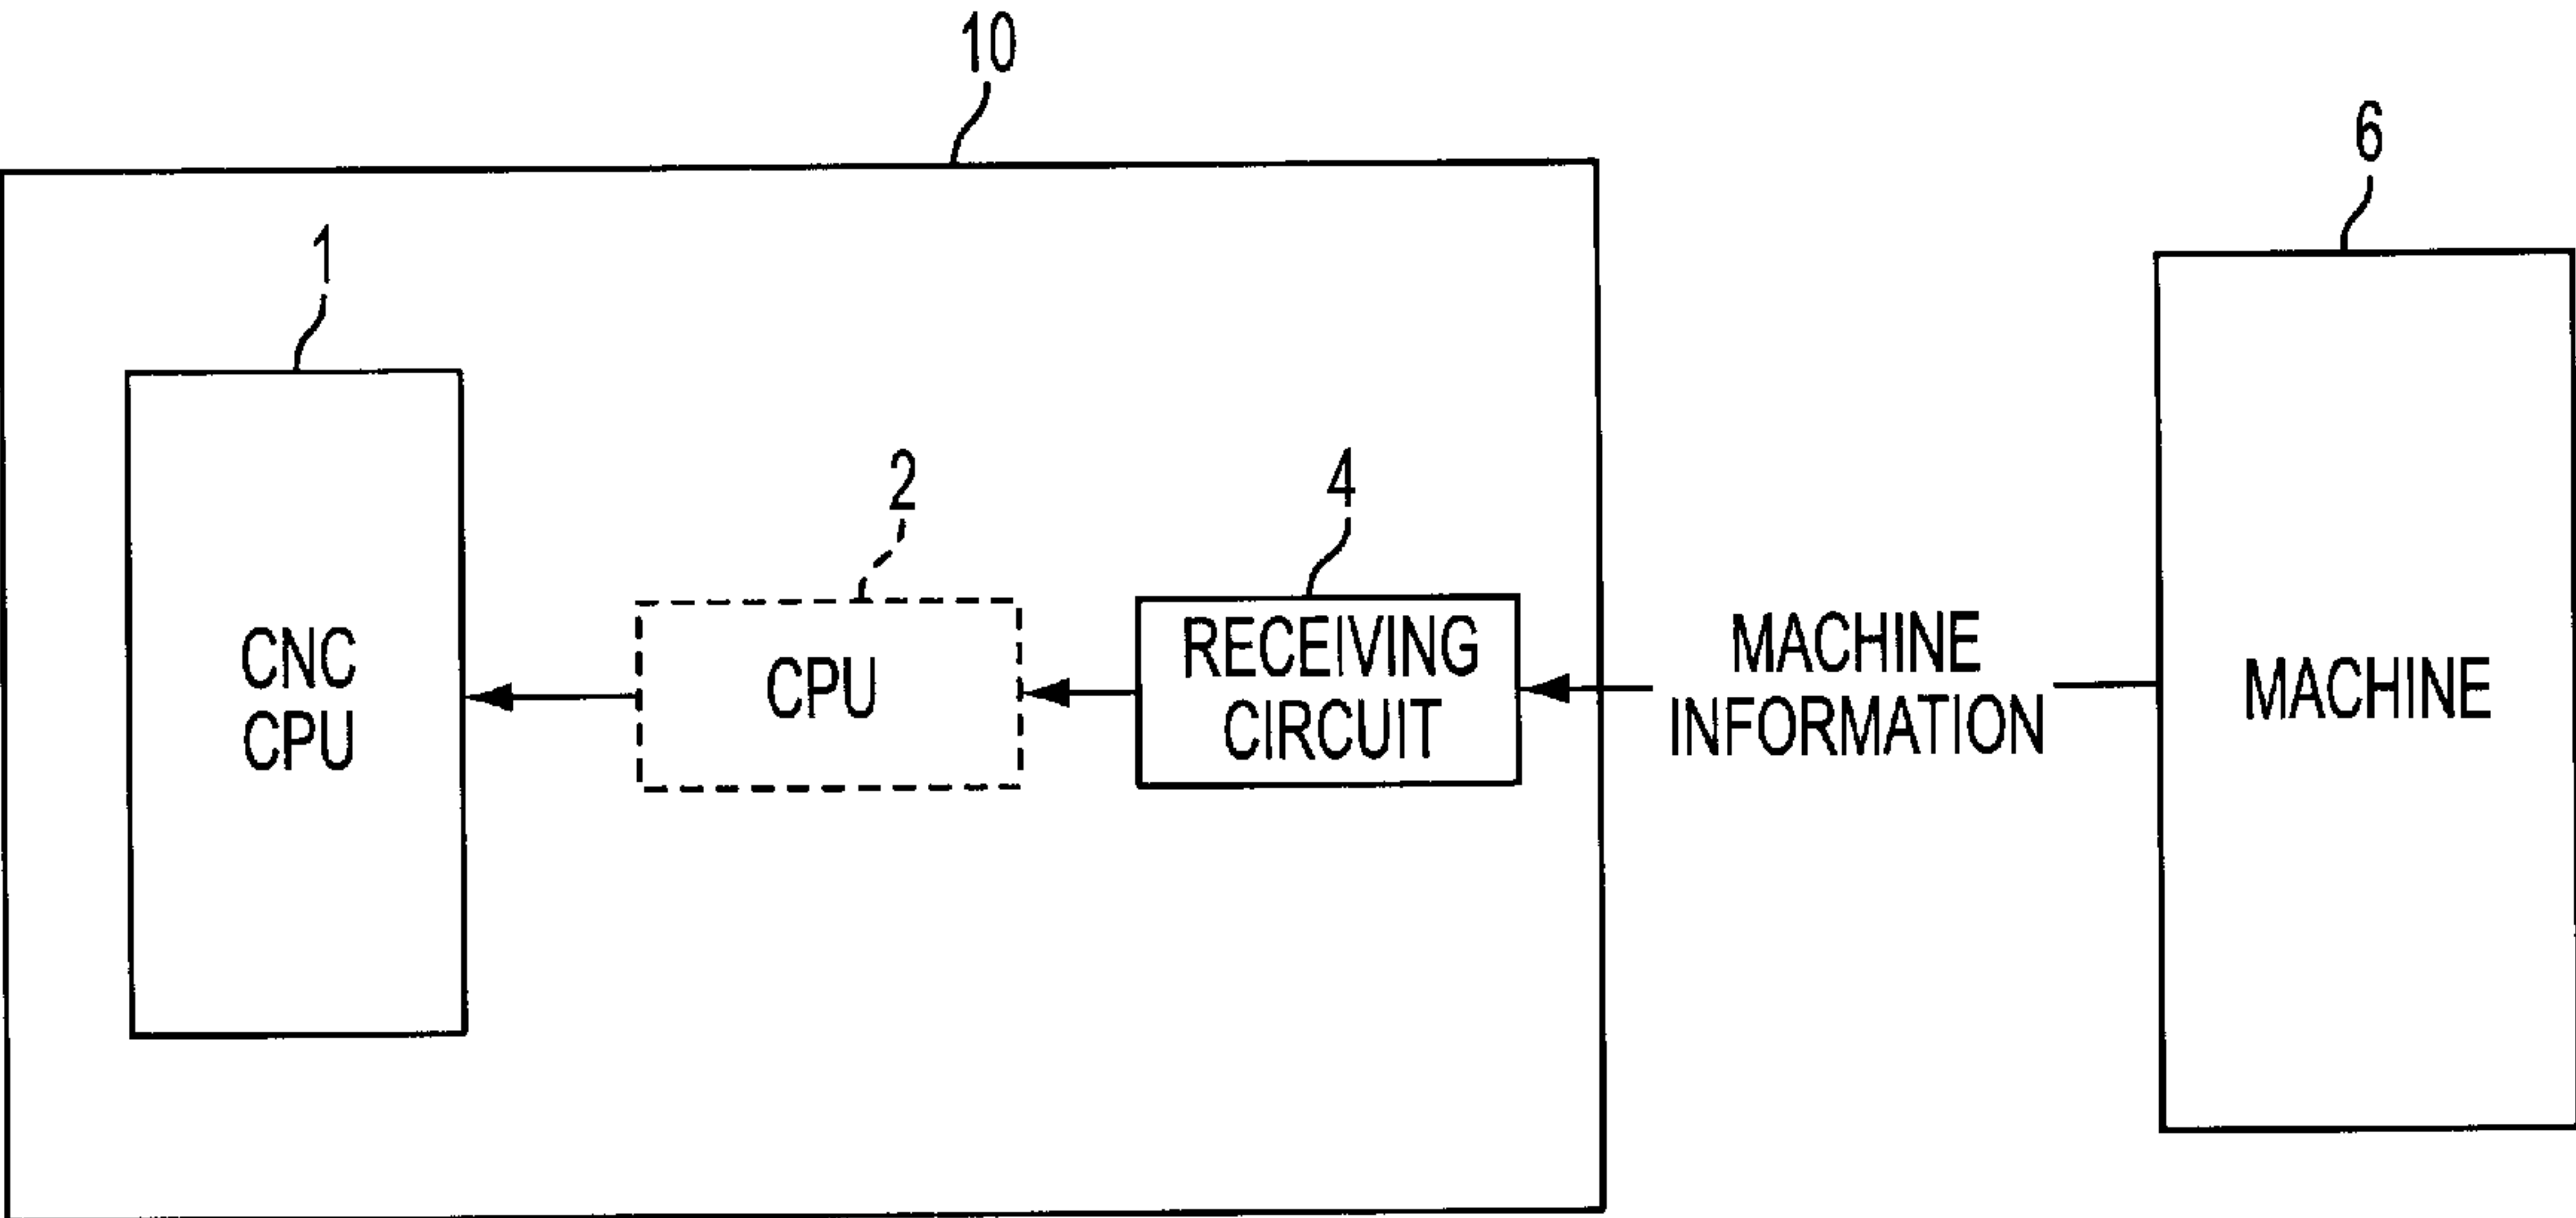 10
6
1
2
4
CNC
CPU
CPU
RECEIVING
CIRCUIT
MACHINE
INFORMATION
MACHINE